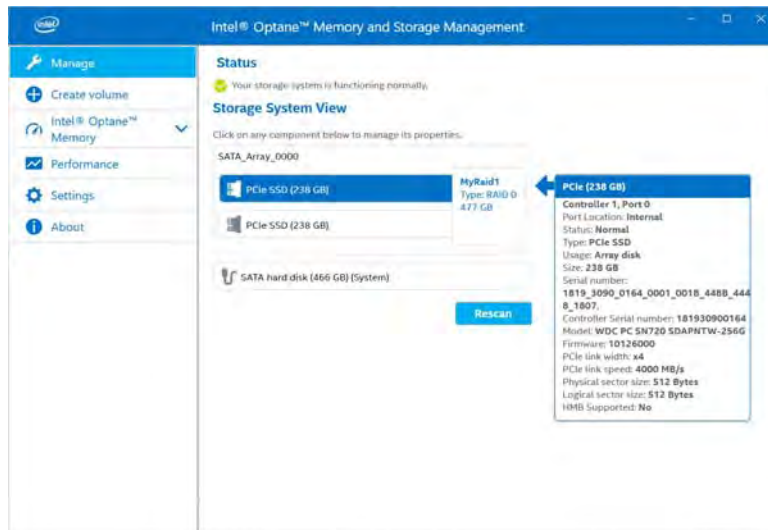 intel
Intel® Optane™ Memory and Storage Management
Manage
Create volume
Intel® Optane™
Memory
Performance
Settings
About
Status
Your storage system is functioning normally.
Storage System View
Click on any component below to manage its properties.
SATA_Array_0000
PCIe SSD (238 GB)
MyRaid1
Type: RAID 0
477 GB
PCIe SSD (238 GB)
SATA hard disk (466 GB) (System)
Rescan
PCIe (238 GB)
Controller 1, Port 0
Port Location: Internal
Status: Normal
Type: PCIe SSD
Usage: Array disk
Size: 238 GB
Serial number:
1819_3090_0164_0001_001B_448B_444
8_1807.
Controller Serial number: 181930900164
Model: WDC PC SN720 SDAPNTW-256G
Firmware: 10126000
PCIe link width: x4
PCIe link speed: 4000 MB/s
Physical sector size: 512 Bytes
Logical sector size: 512 Bytes
HMB Supported: No